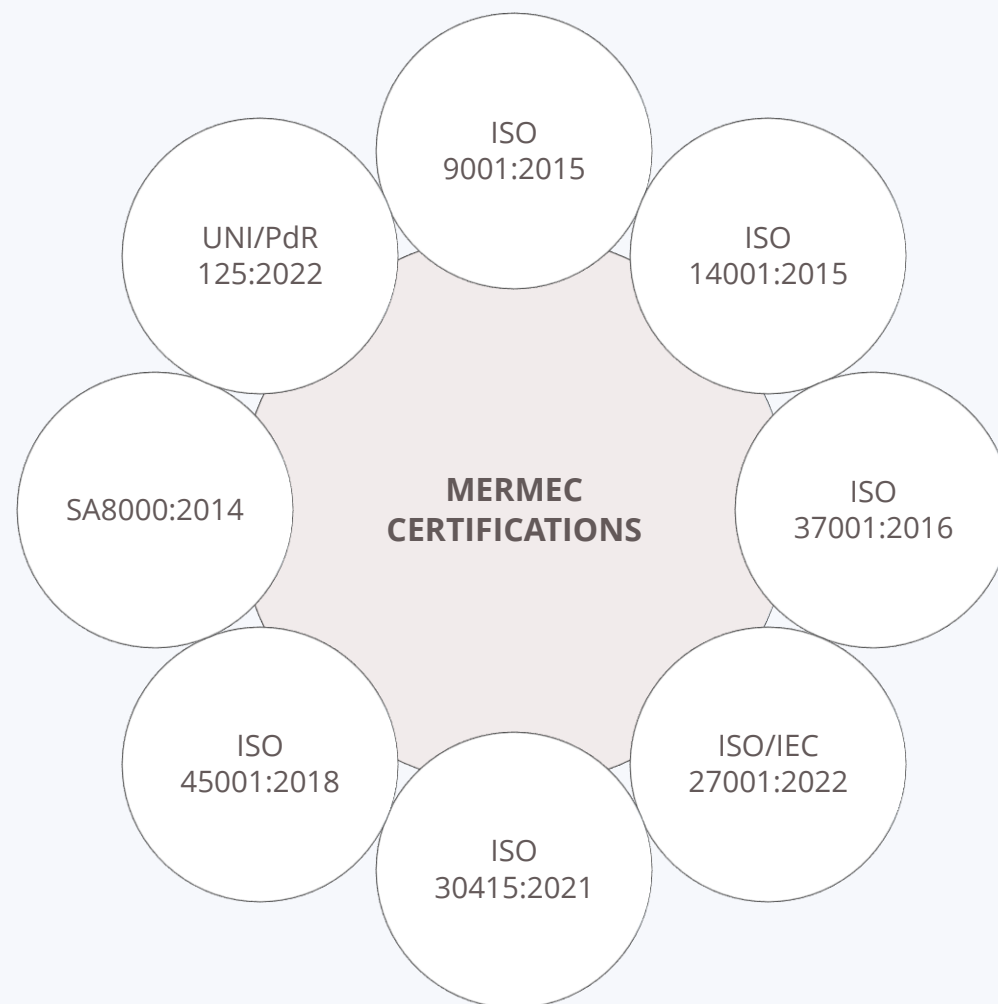 ISO
9001:2015
UNI/PdR
125:2022
ISO
14001:2015
SA8000:2014
MERMEC
CERTIFICATIONS
ISO
37001:2016
ISO
45001:2018
ISO/IEC
27001:2022
ISO
30415:2021